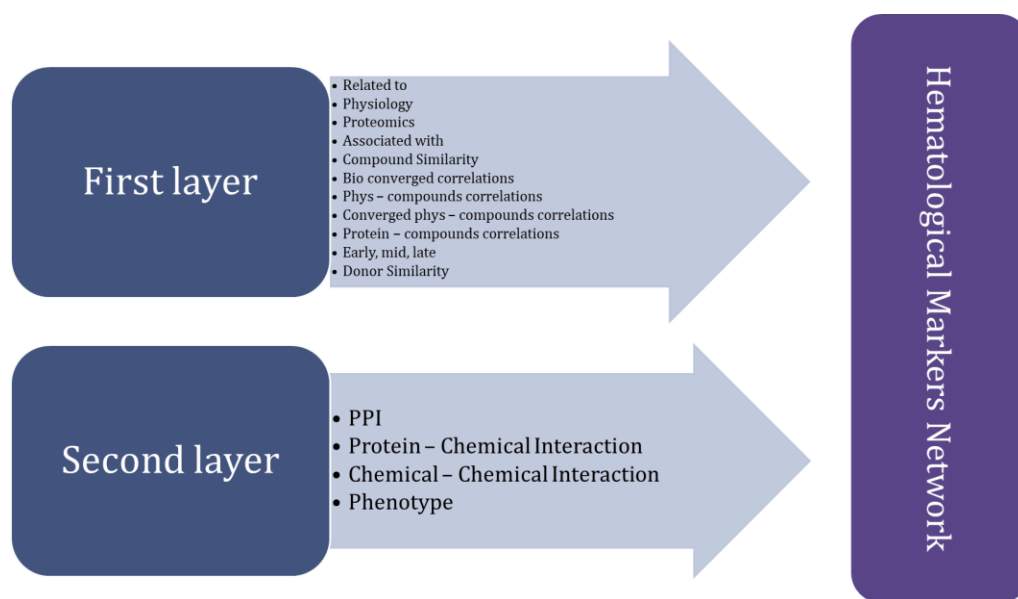 First layer
• Related to
• Physiology
• Proteomics
• Associated with
• Compound Similarity
• Bio converged correlations
• Phys – compounds correlations
• Converged phys – compounds correlations
• Protein – compounds correlations
• Early, mid, late
• Donor Similarity
Second layer
• PPI
• Protein – Chemical Interaction
• Chemical – Chemical Interaction
• Phenotype
Hematological Markers Network